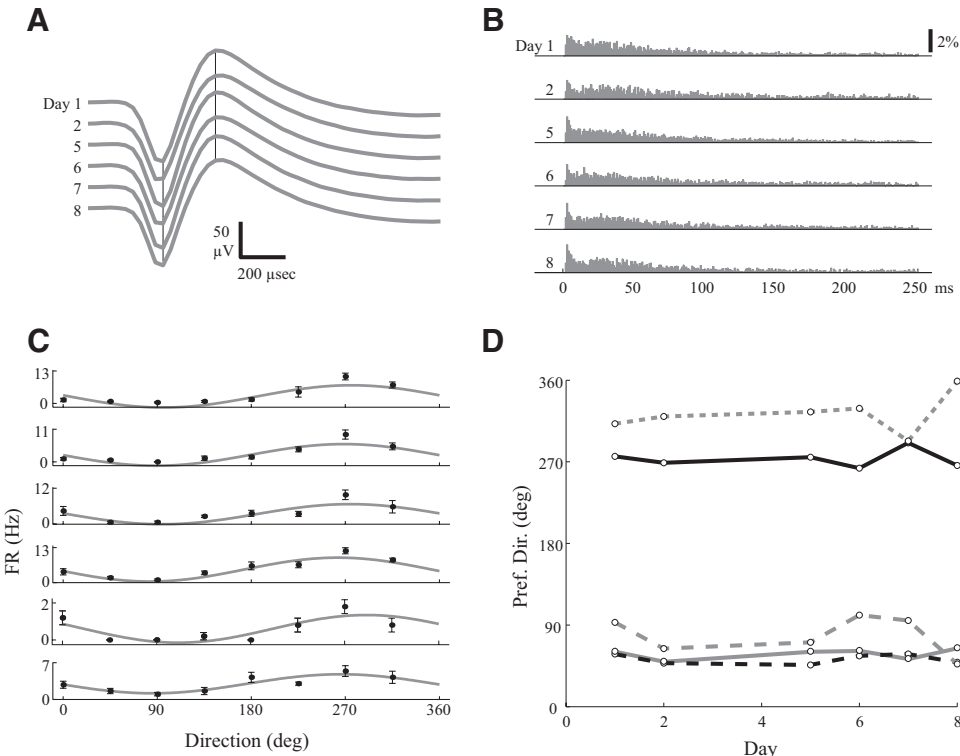 A
Day 1
2
5
6
7
8
50
µV
200 µsec
B
Day 1
2%
2
5
6
7
8
0 50 100 150 200 250 ms
C
FR (Hz)
13
0
11
0
12
0
13
0
2
0
7
0
0 90 180 270 360
Direction (deg)
D
Pref. Dir. (deg)
360
270
180
90
0
0 2 4 6 8
Day